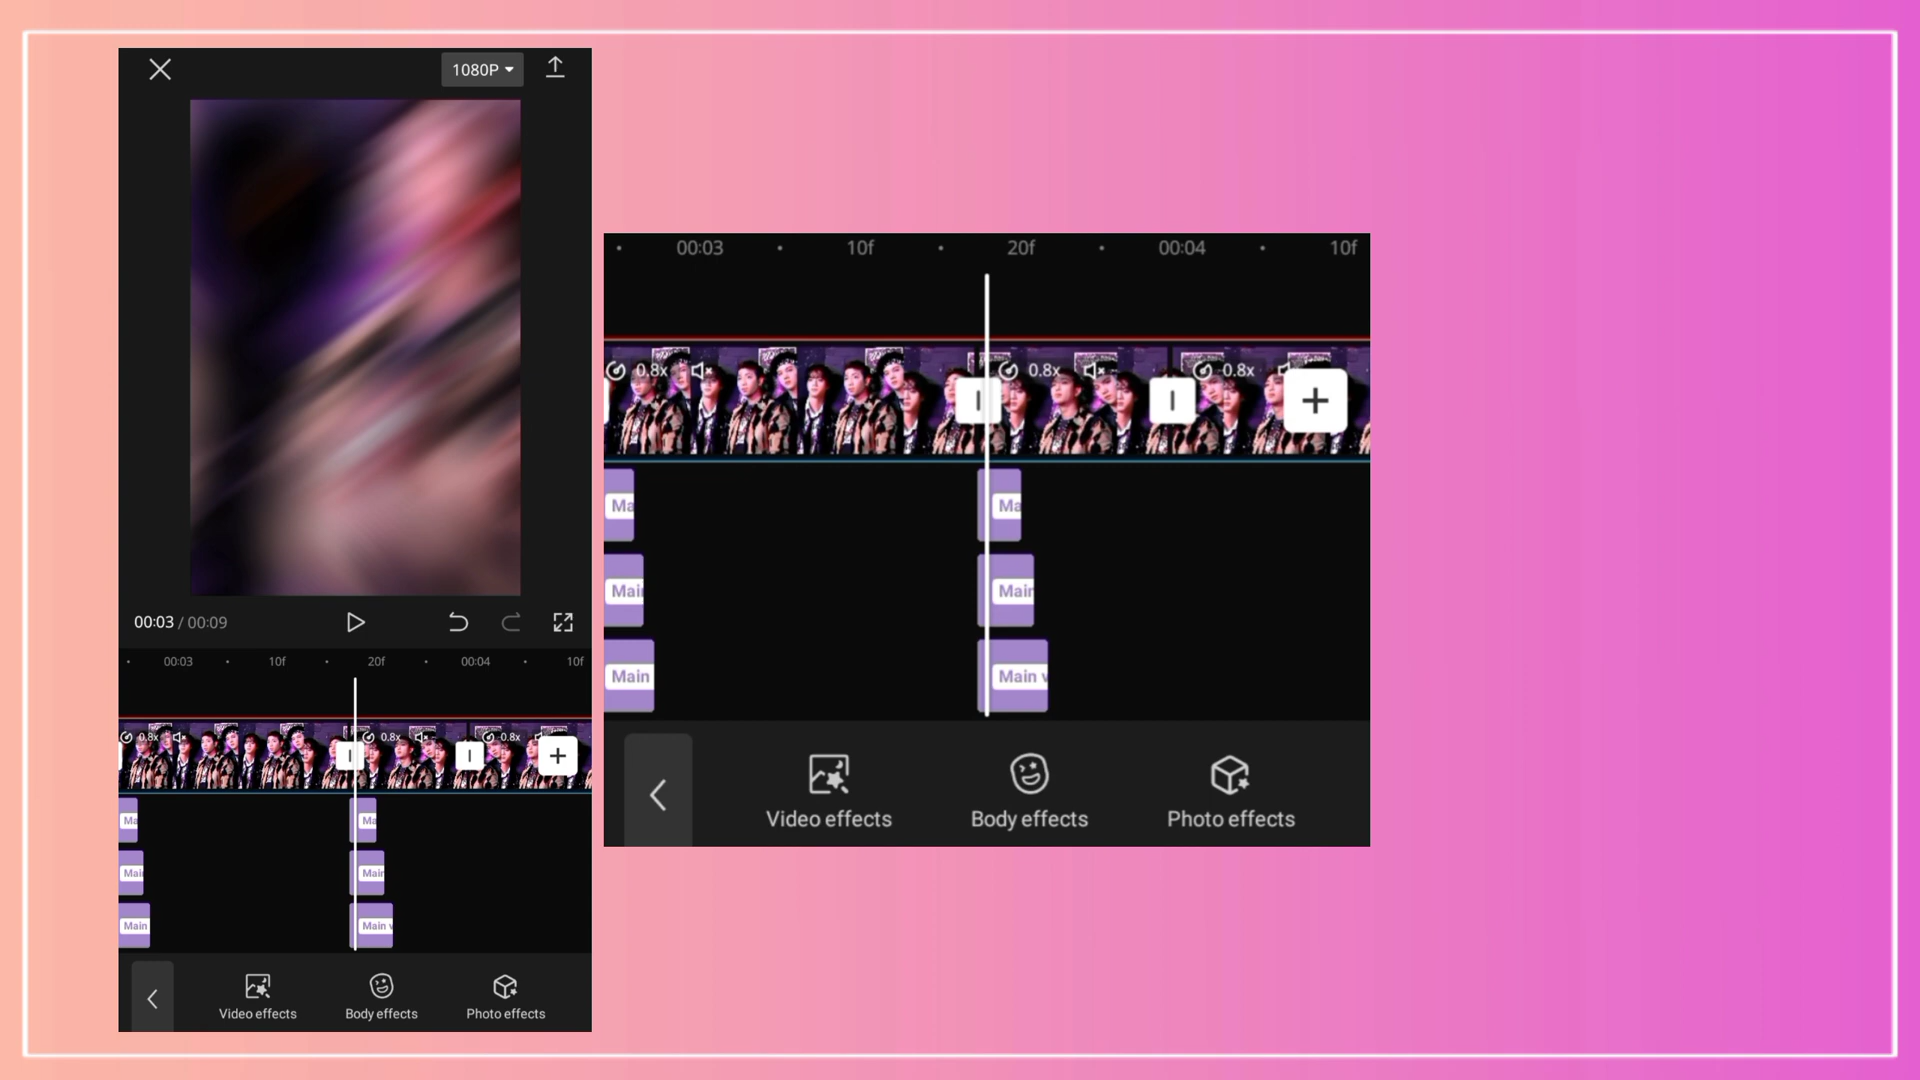 1080P
00:03 / 00:09
00:03 10f 20f 00:04 10f
0.8x 0.8x 0.8x
Ma Ma
Mai Mair
Main Main v
Video effects Body effects Photo effects
00:03 10f 20f 00:04 10f
0.8x 0.8x 0.8x
Ma Ma
Mai Mair
Main Main v
Video effects Body effects Photo effects